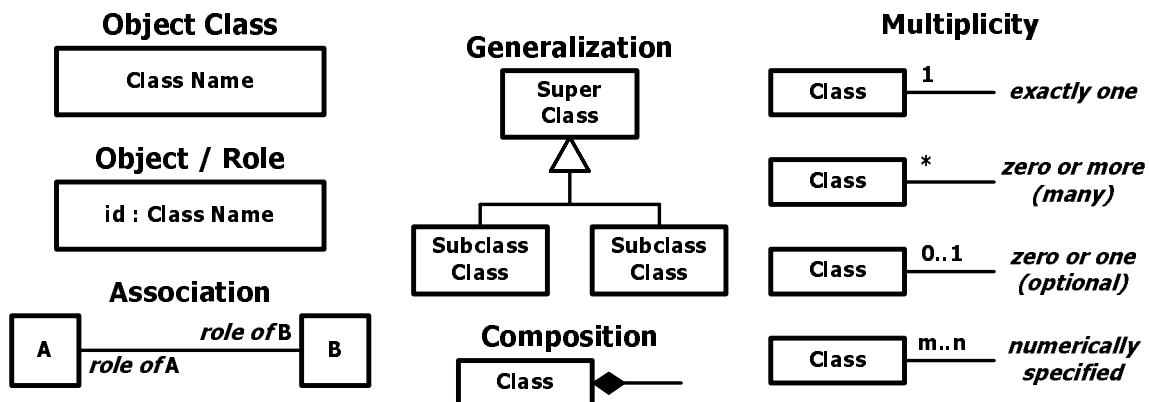 Object Class
Class Name
Object / Role
id : Class Name
Association
A
role of B
role of A
B
Generalization
Super
Class
Subclass
Class
Subclass
Class
Composition
Class
Multiplicity
Class
1
exactly one
Class
*
zero or more
(many)
Class
0..1
zero or one
(optional)
Class
m..n
numerically
specified